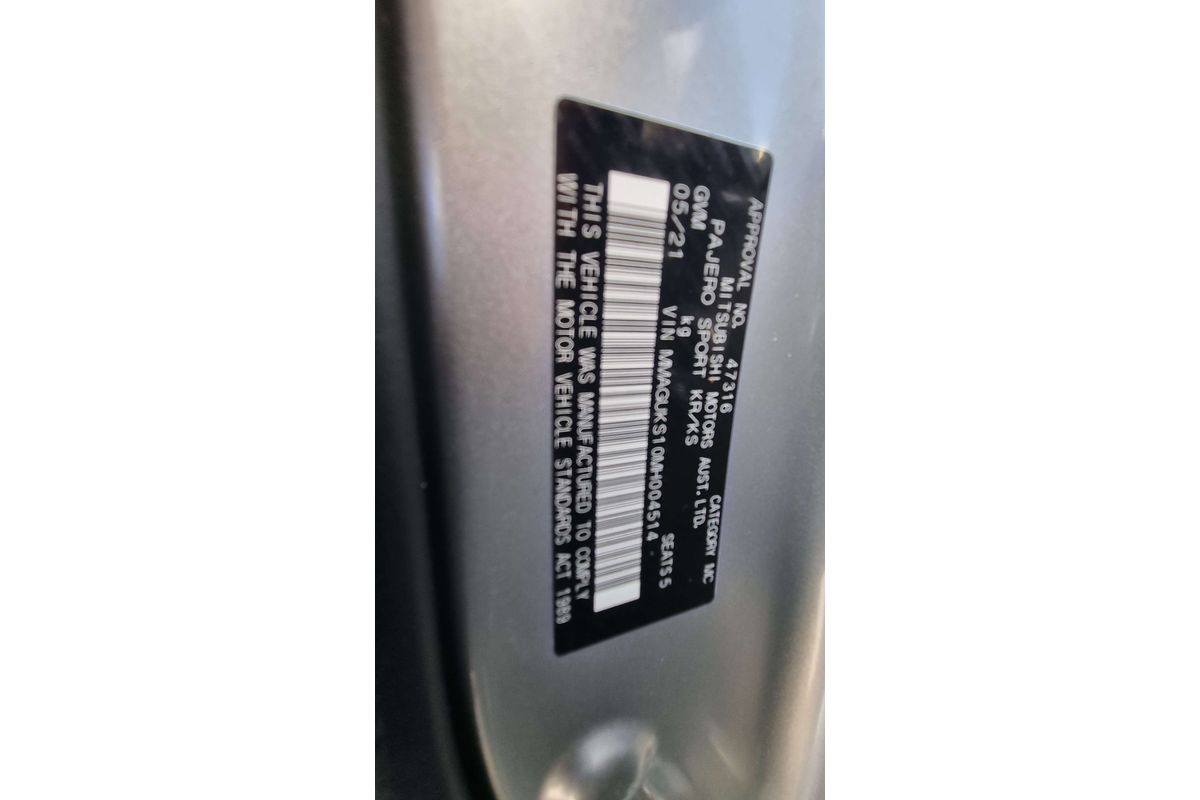 APPROVAL NO. 47316 CATEGORY MC
MITSUBISHI MOTORS AUST. LTD.
PAJERO SPORT KR/KS
GVM kg SEATS 5
05/21 VIN MMAGUKS10MH004514
THIS VEHICLE WAS MANUFACTURED TO COMPLY
WITH THE MOTOR VEHICLE STANDARDS ACT 1989